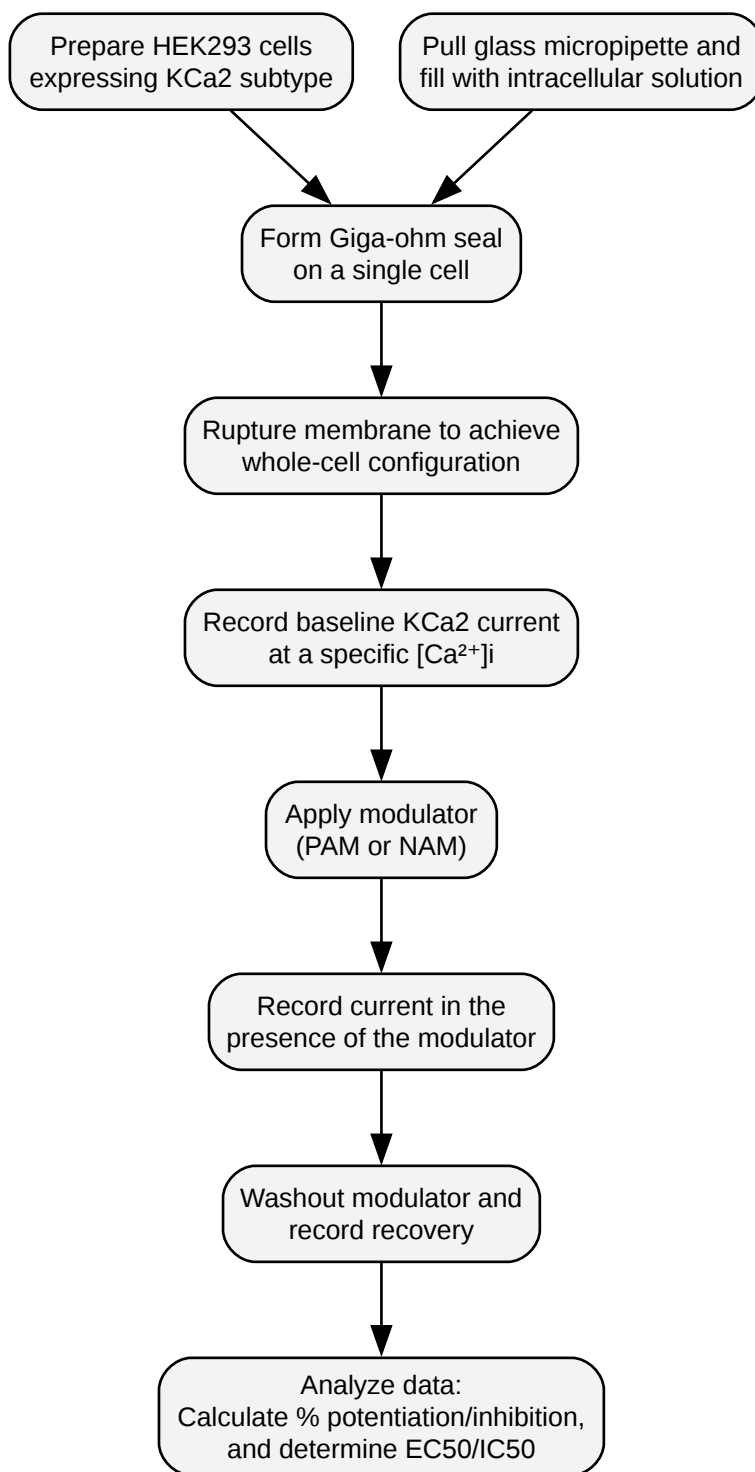 Prepare HEK293 cells
expressing KCa2 subtype
Pull glass micropipette and
fill with intracellular solution
Form Giga-ohm seal
on a single cell
Rupture membrane to achieve
whole-cell configuration
Record baseline KCa2 current
at a specific [Ca²⁺]i
Apply modulator
(PAM or NAM)
Record current in the
presence of the modulator
Washout modulator and
record recovery
Analyze data:
Calculate % potentiation/inhibition,
and determine EC50/IC50